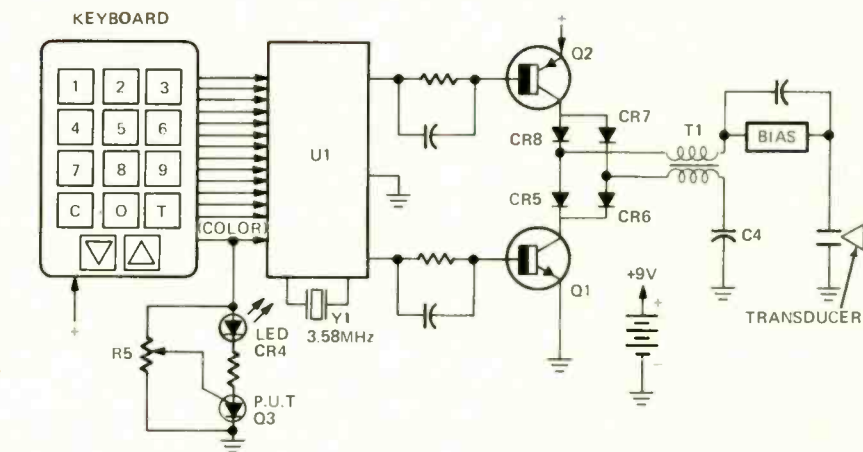 KEYBOARD
1 2 3
4 5 6
7 8 9
C O T
(COLOR)
U1
Y1
3.58MHz
R5
LED
CR4
P.U.T
Q3
+
+
Q2
CR8
CR7
CR5
CR6
Q1
T1
BIAS
C4
+9V
+
TRANSDUCER